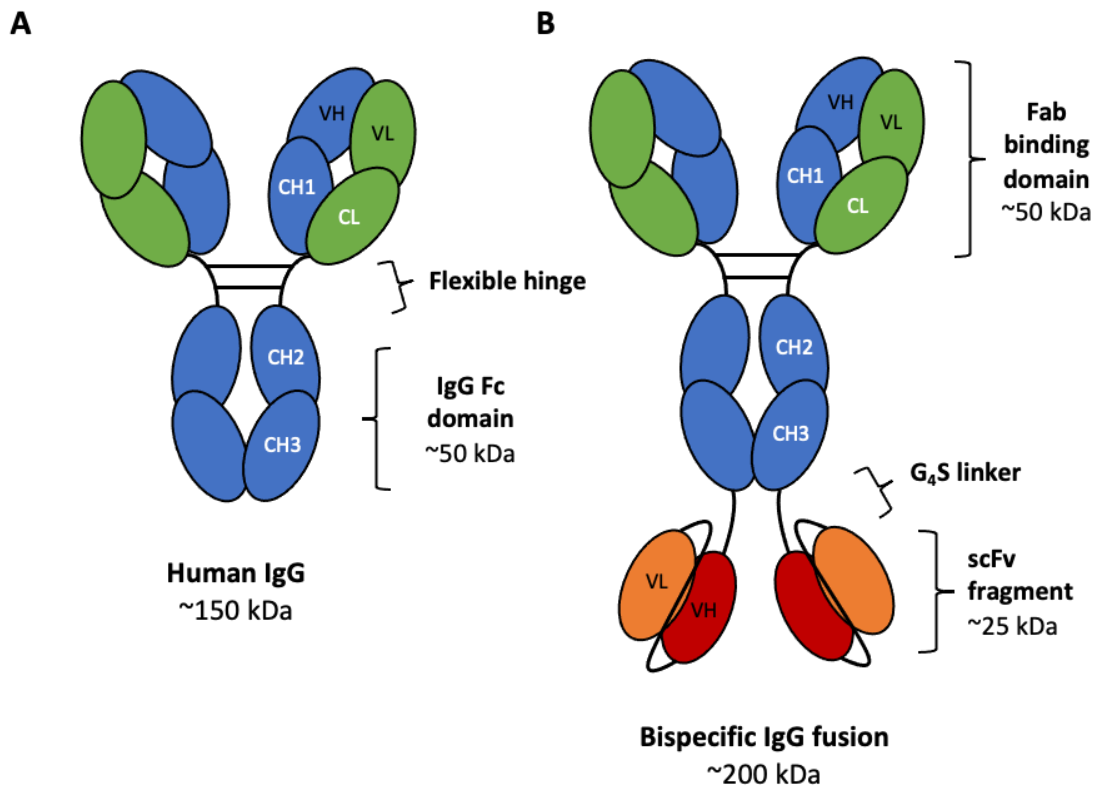 A
VH
VL
CH1
CL
Flexible hinge
CH2
IgG Fc
domain
~50 kDa
CH3
Human IgG
~150 kDa
B
VH
VL
CH1
CL
Fab
binding
domain
~50 kDa
CH2
CH3
G₄S linker
VL
VH
scFv
fragment
~25 kDa
Bispecific IgG fusion
~200 kDa